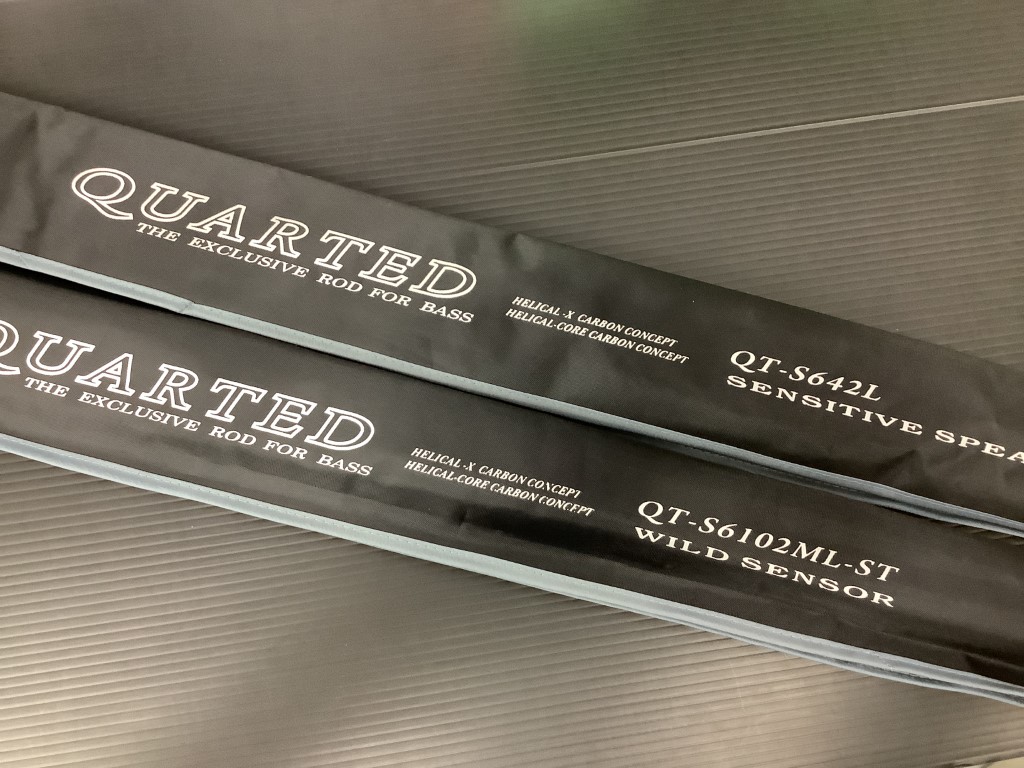 QUARTED
THE EXCLUSIVE ROD FOR BASS
HELICAL-X CARBON CONCEPT
HELICAL-CORE CARBON CONCEPT
QT-S642L
SENSITIVE SPEA
QUARTED
THE EXCLUSIVE ROD FOR BASS
HELICAL-X CARBON CONCEPT
HELICAL-CORE CARBON CONCEPT
QT-S6102ML-ST
WILD SENSOR